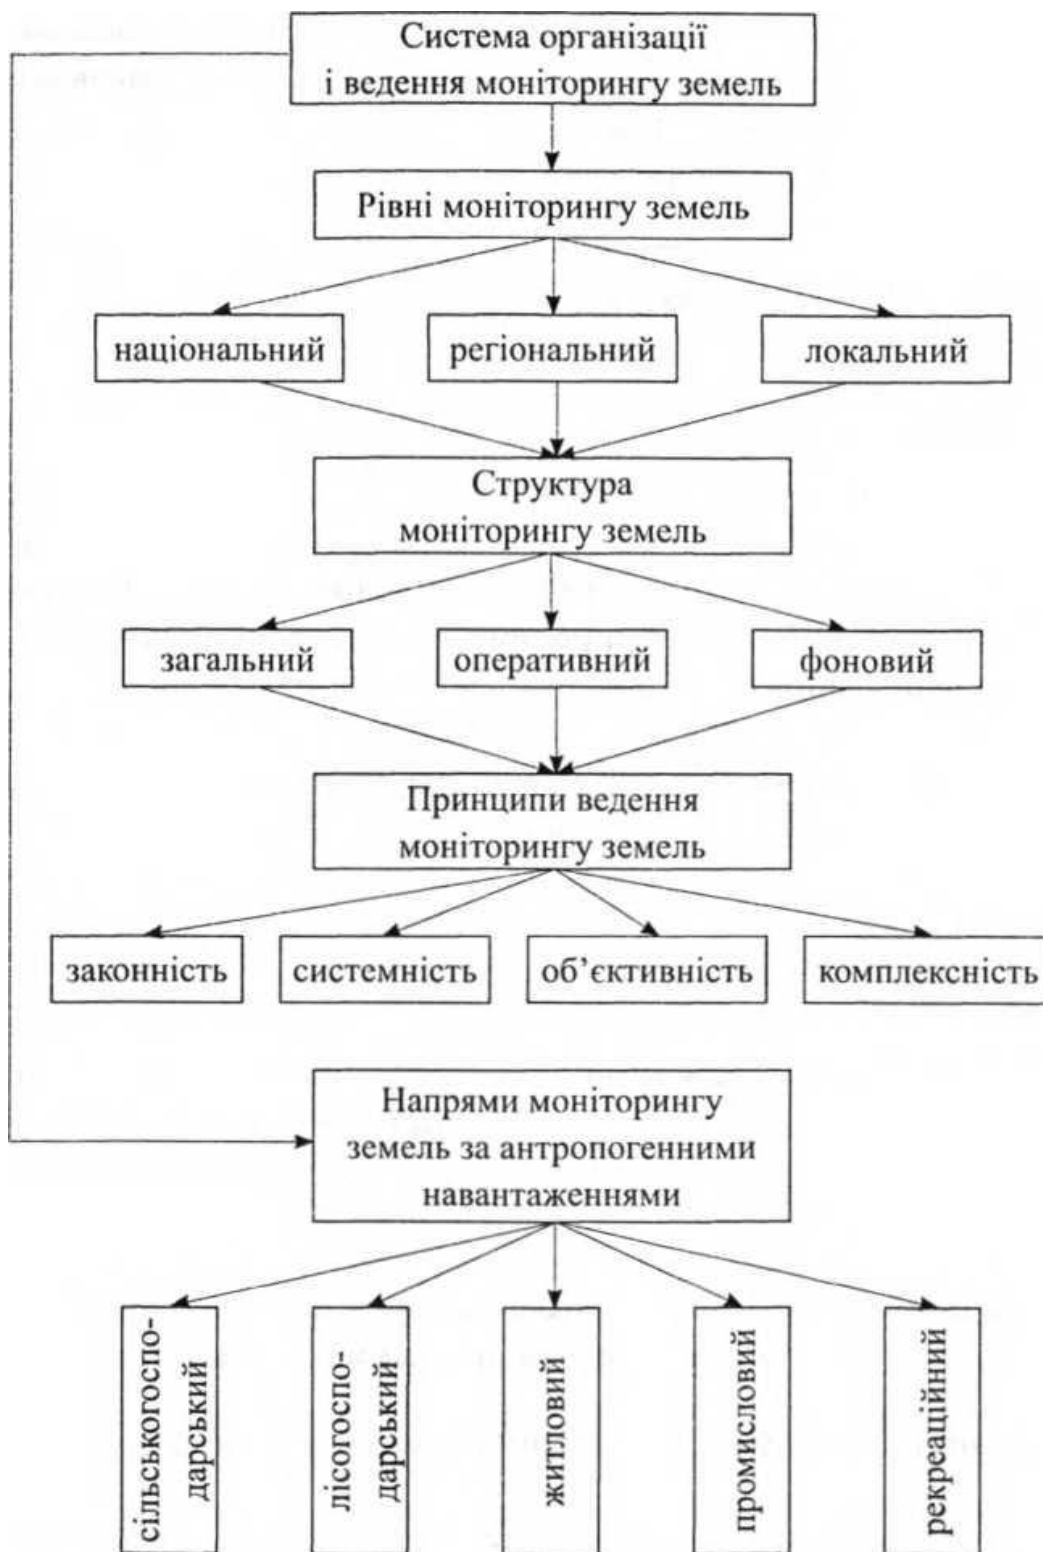 Система організації
і ведення моніторингу земель
Рівні моніторингу земель
національний
регіональний
локальний
Структура
моніторингу земель
загальний
оперативний
фоновий
Принципи ведення
моніторингу земель
законність
системність
об’єктивність
комплексність
Напрями моніторингу
земель за антропогенними
навантаженнями
сільськогоспо-
дарський
лісогоспо-
дарський
житловий
промисловий
рекреаційний